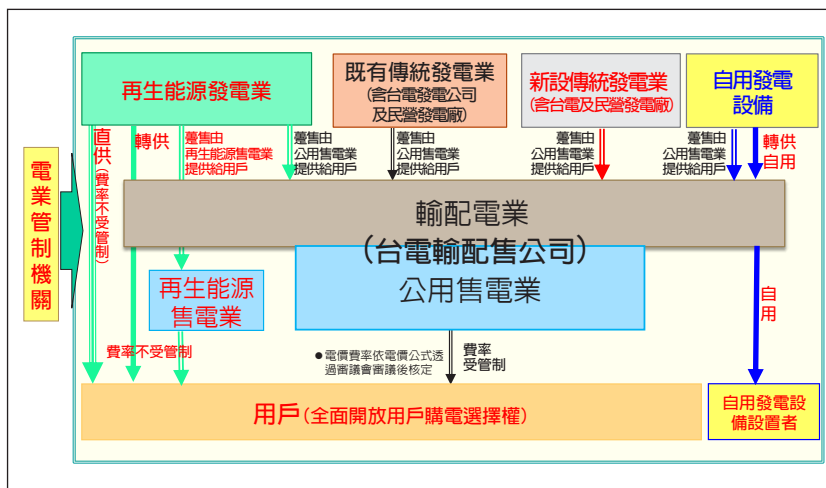 再生能源發電業
既有傳統發電業
(含台電發電公司
及民營發電廠)
新設傳統發電業
(含台電及民營發電廠)
自用發電
設備
直供(費率不受管制)
轉供
躉售由
再生能源售電業
提供給用戶
躉售由
公用售電業
提供給用戶
躉售由
公用售電業
提供給用戶
躉售由
公用售電業
提供給用戶
躉售由
公用售電業
提供給用戶
轉供
自用
電業管制機關
輸配電業
(台電輸配售公司)
公用售電業
再生能源
售電業
自用
費率不受管制
●電價費率依電價公式透
過審議會審議後核定
費率
受管制
用戶(全面開放用戶購電選擇權)
自用發電設
備設置者